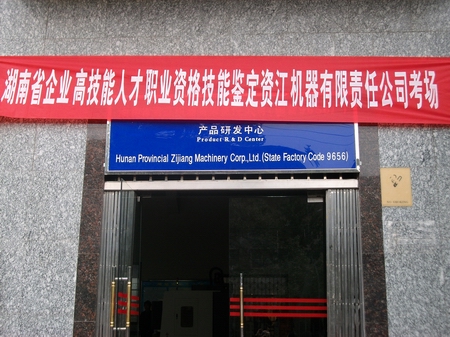 湖南省企业高技能人才职业资格技能鉴定资江机器有限责任公司考场
产品研发中心
Product R & D Center
Hunan Provincial Zijiang Machinery Corp.,Ltd.(State Factory Code 9656)